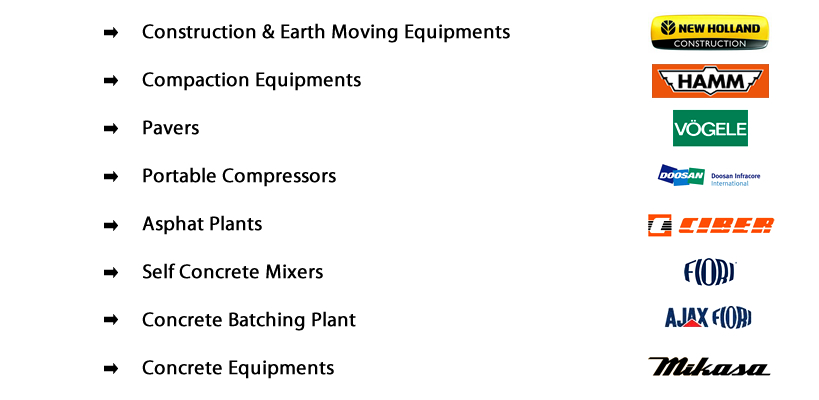 Construction & Earth Moving Equipments
NEW HOLLAND
CONSTRUCTION
Compaction Equipments
HAMM
Pavers
VÖGELE
Portable Compressors
DOOSAN Doosan Infracore
International
Asphat Plants
CIBER
Self Concrete Mixers
FIORI
Concrete Batching Plant
AJAX FIORI
Concrete Equipments
Mikasa